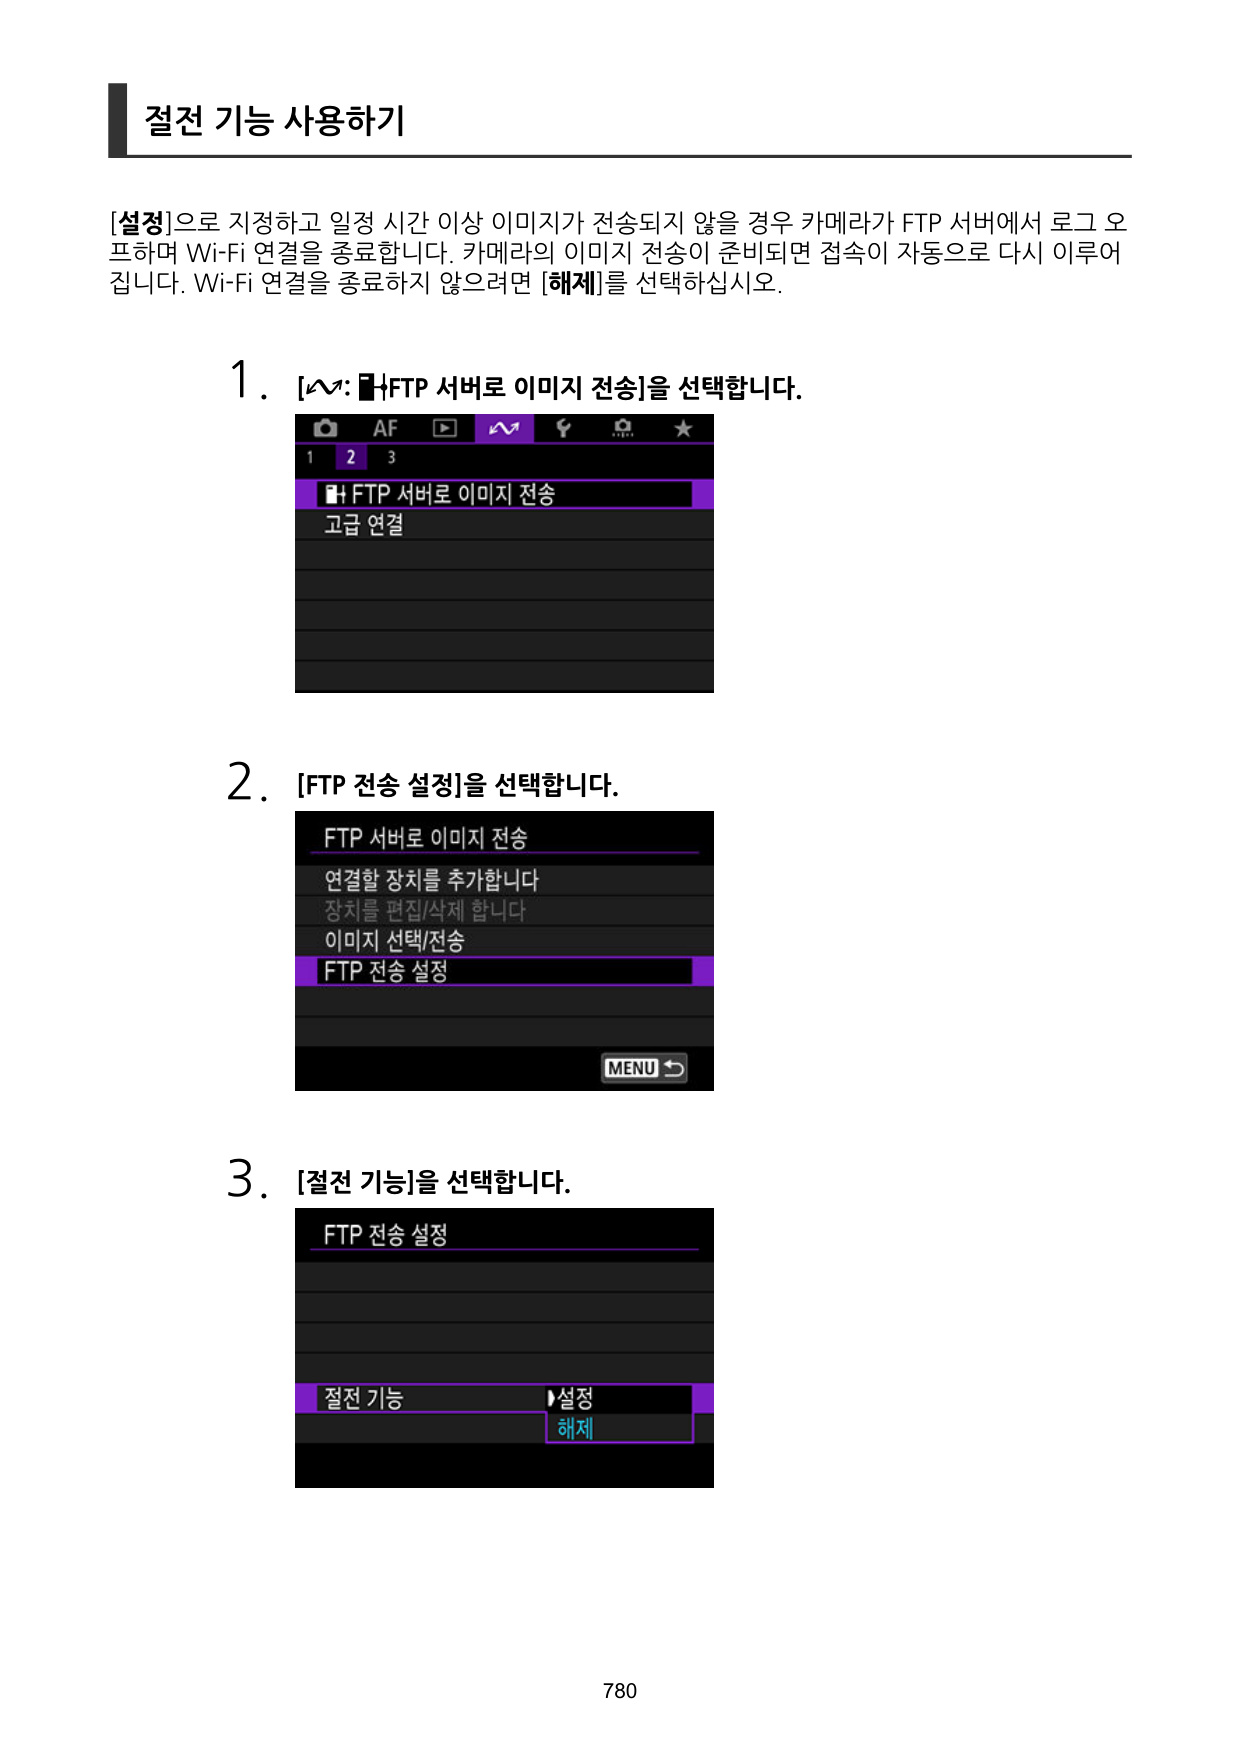 절전 기능 사용하기
[설정]으로 지정하고 일정 시간 이상 이미지가 전송되지 않을 경우 카메라가 FTP 서버에서 로그 오
프하며 Wi-Fi 연결을 종료합니다. 카메라의 이미지 전송이 준비되면 접속이 자동으로 다시 이루어
집니다. Wi-Fi 연결을 종료하지 않으려면 [해제]를 선택하십시오.
1. [: FTP 서버로 이미지 전송]을 선택합니다.
AF
1 2 3
FTP 서버로 이미지 전송
고급 연결
2. [FTP 전송 설정]을 선택합니다.
FTP 서버로 이미지 전송
연결할 장치를 추가합니다
장치를 편집/삭제 합니다
이미지 선택/전송
FTP 전송 설정
MENU
3. [절전 기능]을 선택합니다.
FTP 전송 설정
절전 기능 설정
해제
780